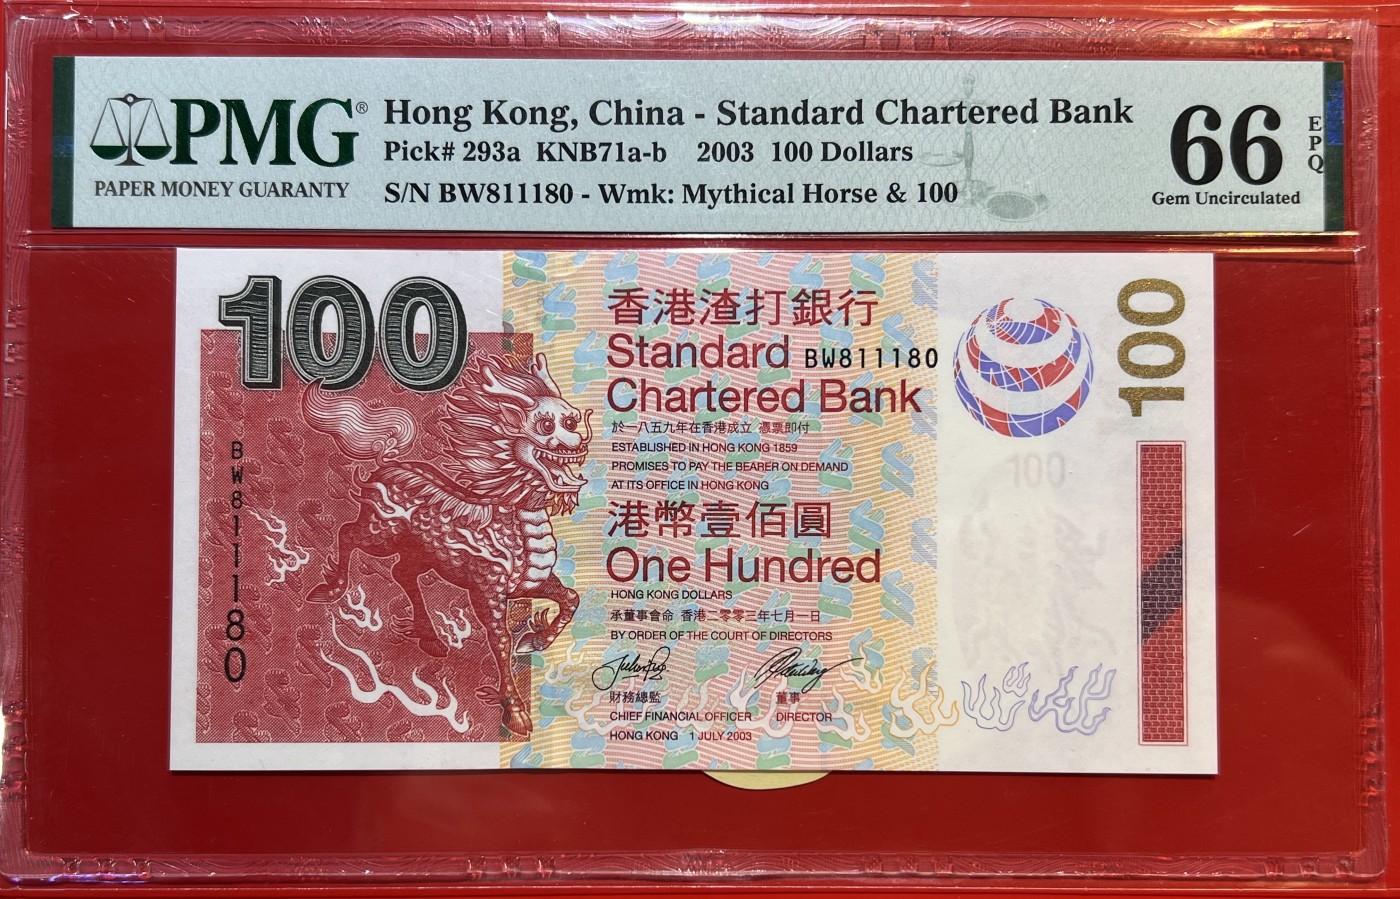 PMG®
PAPER MONEY GUARANTY
Hong Kong, China - Standard Chartered Bank
Pick# 293a KNB71a-b 2003 100 Dollars
S/N BW811180 - Wmk: Mythical Horse & 100
66
EPQ
Gem Uncirculated
100
香港渣打銀行
Standard
BW811180
Chartered Bank
於一八五九年在香港成立 憑票即付
ESTABLISHED IN HONG KONG 1859
PROMISES TO PAY THE BEARER ON DEMAND
AT ITS OFFICE IN HONG KONG
港幣壹佰圓
One Hundred
HONG KONG DOLLARS
承董事會命 香港二零零三年七月一日
BY ORDER OF THE COURT OF DIRECTORS
財務總監 董事
CHIEF FINANCIAL OFFICER DIRECTOR
HONG KONG 1 JULY 2003
BW811180
100
100